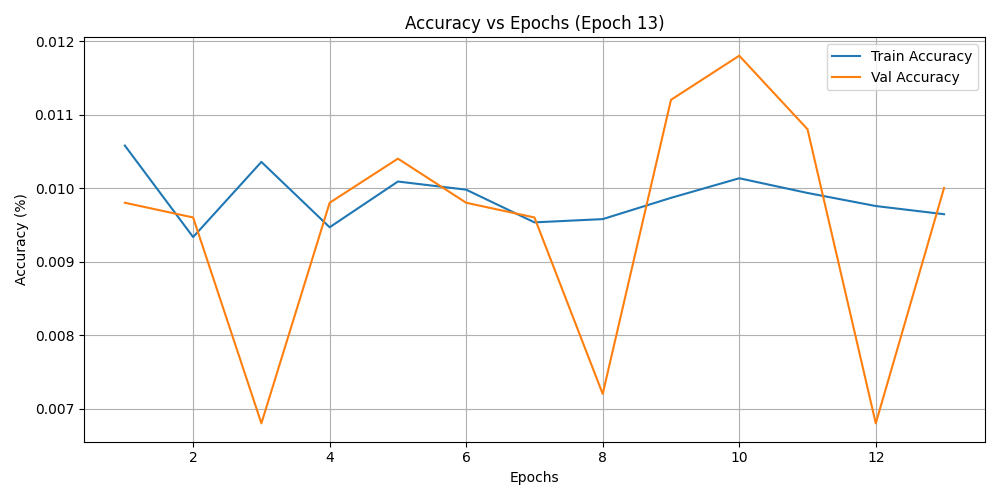 Accuracy vs Epochs (Epoch 13)
Train Accuracy
Val Accuracy
0.012
0.011
0.010
0.009
0.008
0.007
Accuracy (%)
2 4 6 8 10 12
Epochs